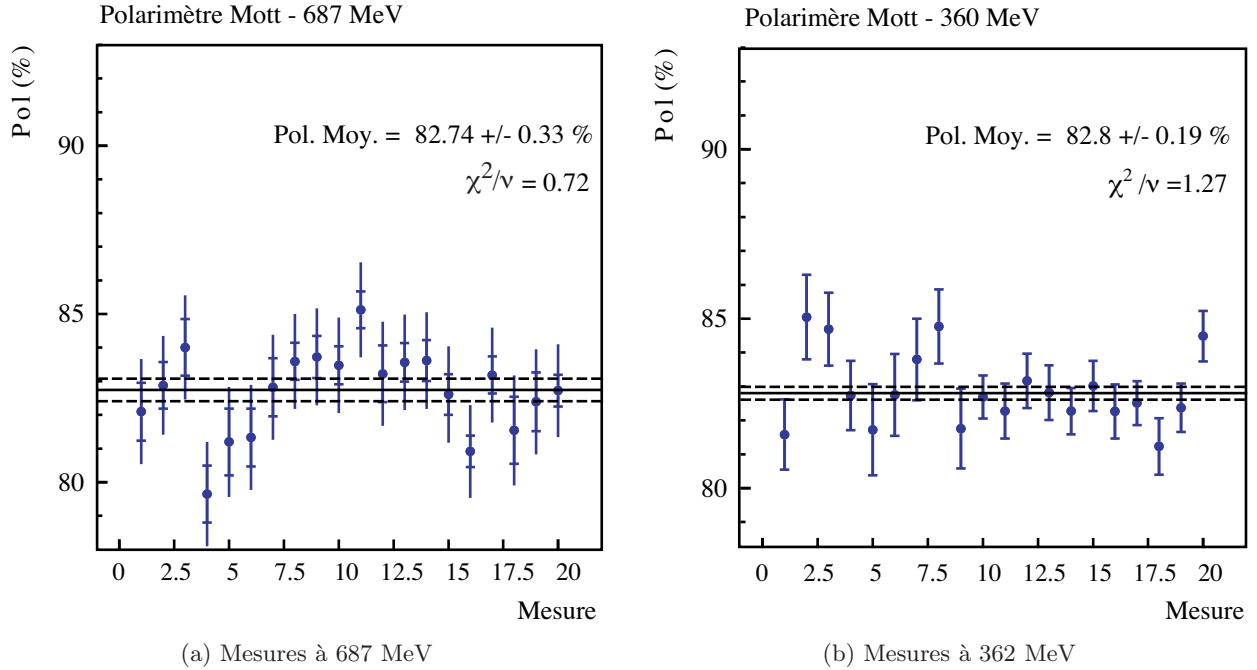 Polarimètre Mott - 687 MeV
Pol (%)
Pol. Moy. = 82.74 +/- 0.33 %
χ²/ν = 0.72
90
85
80
0 2.5 5 7.5 10 12.5 15 17.5 20
Mesure
(a) Mesures à 687 MeV
Polarimère Mott - 360 MeV
Pol (%)
Pol. Moy. = 82.8 +/- 0.19 %
χ² /ν =1.27
90
85
80
0 2.5 5 7.5 10 12.5 15 17.5 20
Mesure
(b) Mesures à 362 MeV